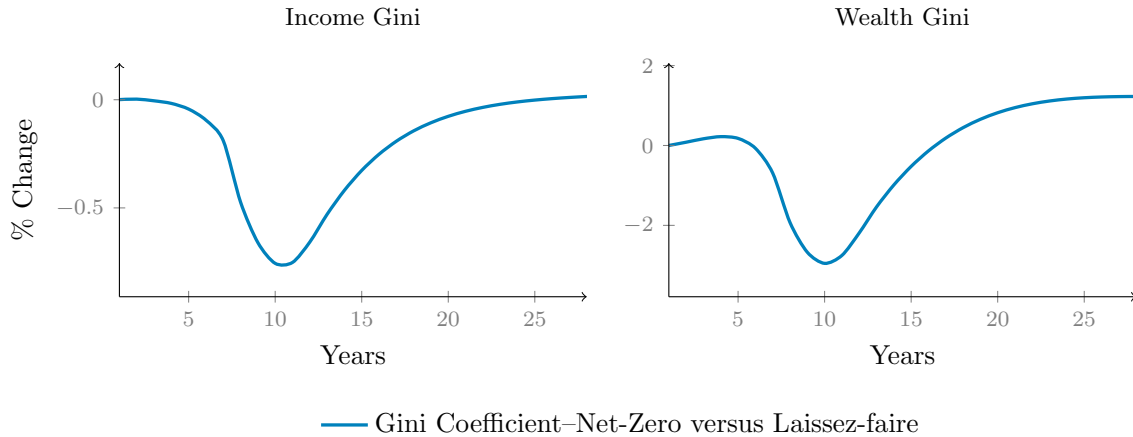 Income Gini
% Change
0
−0.5
5
10
15
20
25
Years
Wealth Gini
2
0
−2
5
10
15
20
25
Years
Gini Coefficient–Net-Zero versus Laissez-faire